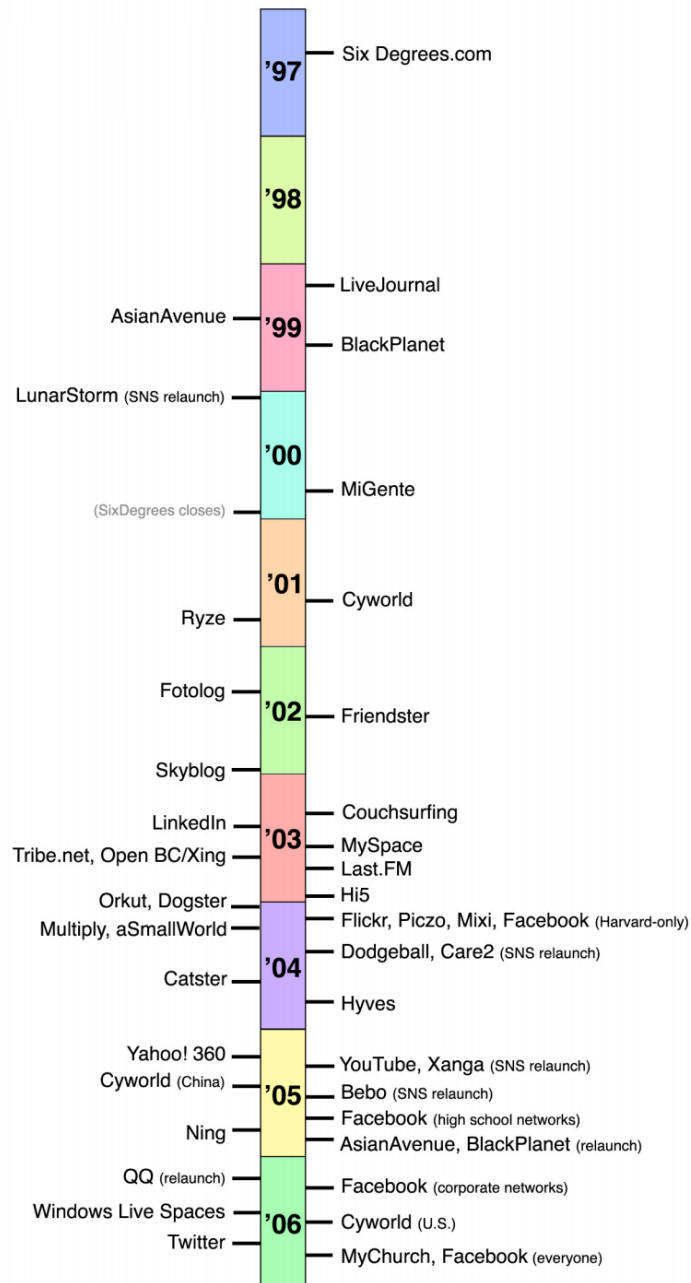 ’97
Six Degrees.com
’98
LiveJournal
AsianAvenue
’99
BlackPlanet
LunarStorm (SNS relaunch)
’00
MiGente
(SixDegrees closes)
’01
Cyworld
Ryze
Fotolog
’02
Friendster
Skyblog
Couchsurfing
LinkedIn
’03
MySpace
Tribe.net, Open BC/Xing
Last.FM
Hi5
Orkut, Dogster
Flickr, Piczo, Mixi, Facebook (Harvard-only)
Multiply, aSmallWorld
Dodgeball, Care2 (SNS relaunch)
’04
Catster
Hyves
Yahoo! 360
YouTube, Xanga (SNS relaunch)
Cyworld (China)
Bebo (SNS relaunch)
’05
Facebook (high school networks)
Ning
AsianAvenue, BlackPlanet (relaunch)
QQ (relaunch)
Facebook (corporate networks)
Windows Live Spaces
Cyworld (U.S.)
’06
Twitter
MyChurch, Facebook (everyone)